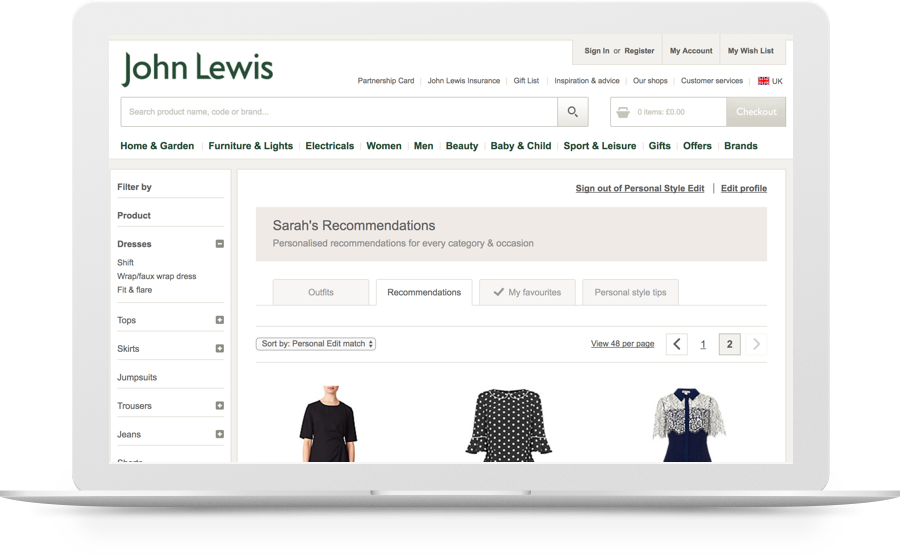 John Lewis
Sign In or Register
My Account
My Wish List
Partnership Card
John Lewis Insurance
Gift List
Inspiration & advice
Our shops
Customer services
UK
Search product name, code or brand...
0 items: £0.00
Checkout
Home & Garden
Furniture & Lights
Electricals
Women
Men
Beauty
Baby & Child
Sport & Leisure
Gifts
Offers
Brands
Filter by
Product
Dresses
Shift
Wrap/faux wrap dress
Fit & flare
Tops
Skirts
Jumpsuits
Trousers
Jeans
Sign out of Personal Style Edit
Edit profile
Sarah's Recommendations
Personalised recommendations for every category & occasion
Outfits
Recommendations
My favourites
Personal style tips
Sort by: Personal Edit match
View 48 per page
1
2